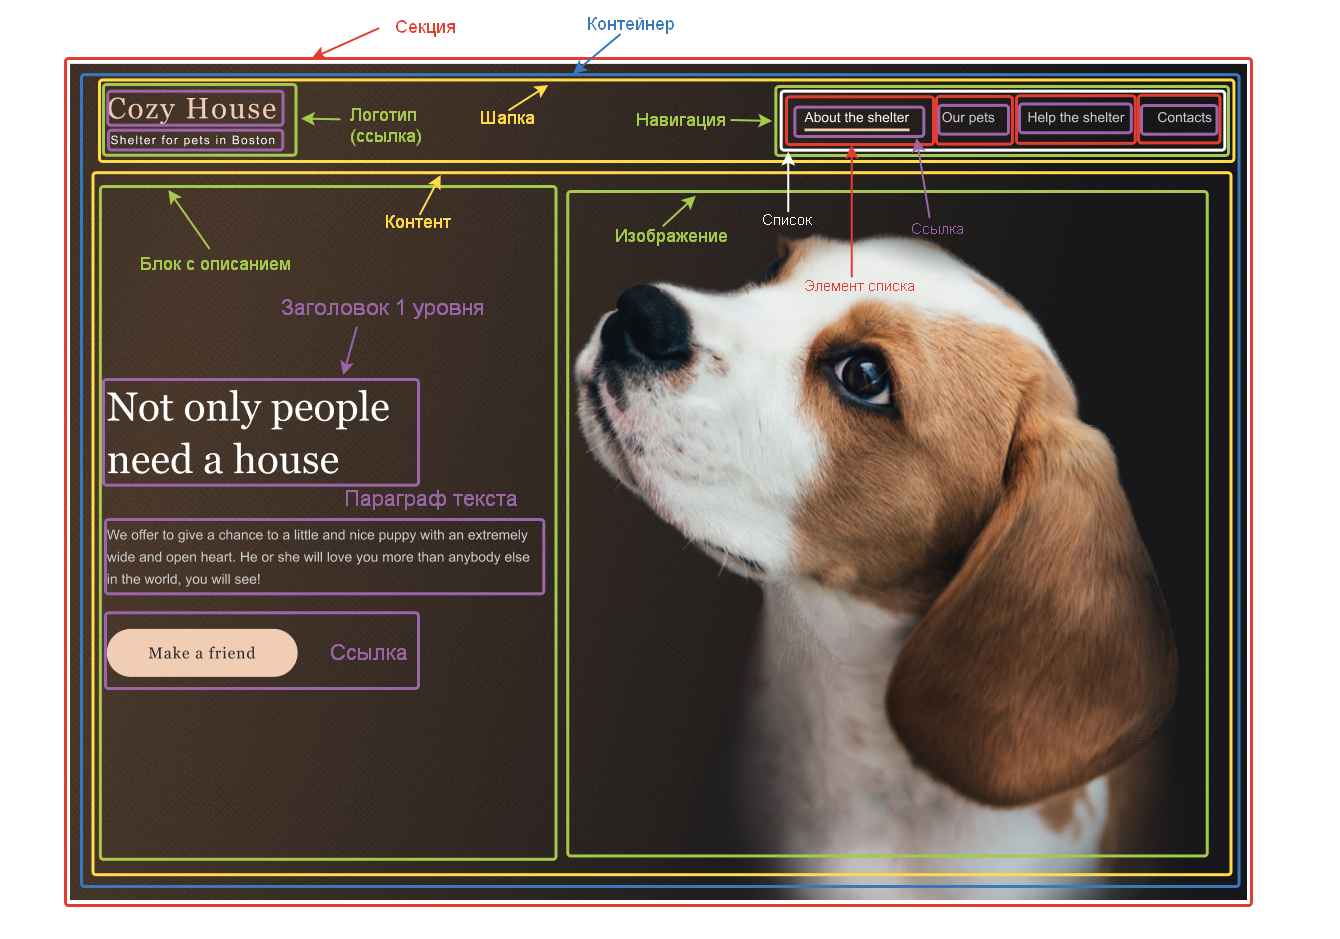 Секция
Контейнер
Cozy House
Shelter for pets in Boston
Логотип
(ссылка)
Шапка
Навигация
About the shelter
Our pets
Help the shelter
Contacts
Контент
Изображение
Список
Ссылка
Блок с описанием
Элемент списка
Заголовок 1 уровня
Not only people
need a house
Параграф текста
We offer to give a chance to a little and nice puppy with an extremely
wide and open heart. He or she will love you more than anybody else
in the world, you will see!
Make a friend
Ссылка